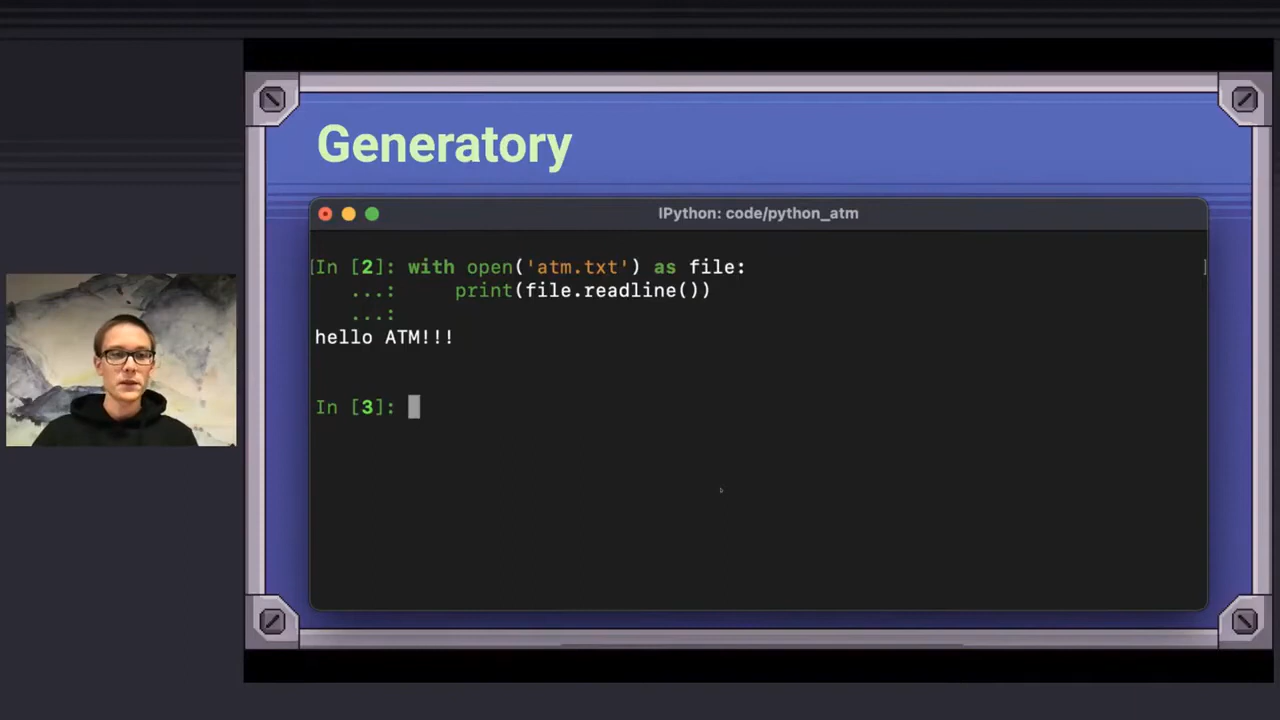 Generatory
IPython: code/python_atm
[In [2]: with open('atm.txt') as file: ]
...:     print(file.readline())
...:
hello ATM!!!
In [3]: